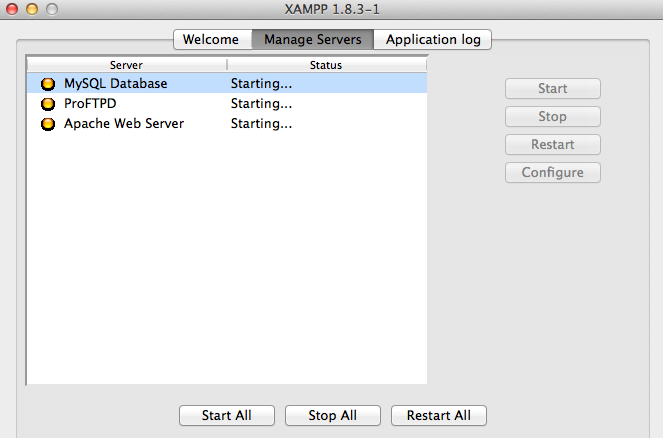 XAMPP 1.8.3-1
Welcome Manage Servers Application log
Server Status
MySQL Database Starting...
ProFTPD Starting...
Apache Web Server Starting...
Start
Stop
Restart
Configure
Start All Stop All Restart All